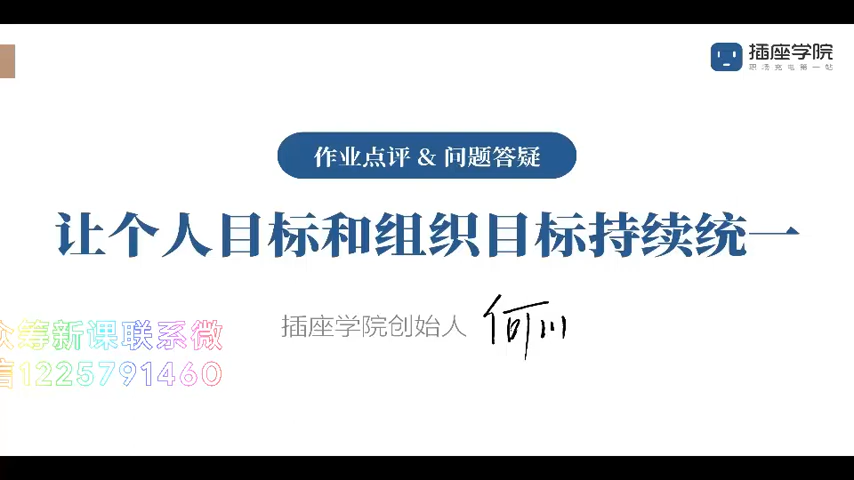 插座学院
职场充电第一站
作业点评 & 问题答疑
让个人目标和组织目标持续统一
插座学院创始人 何川
众筹新课联系微
信1225791460